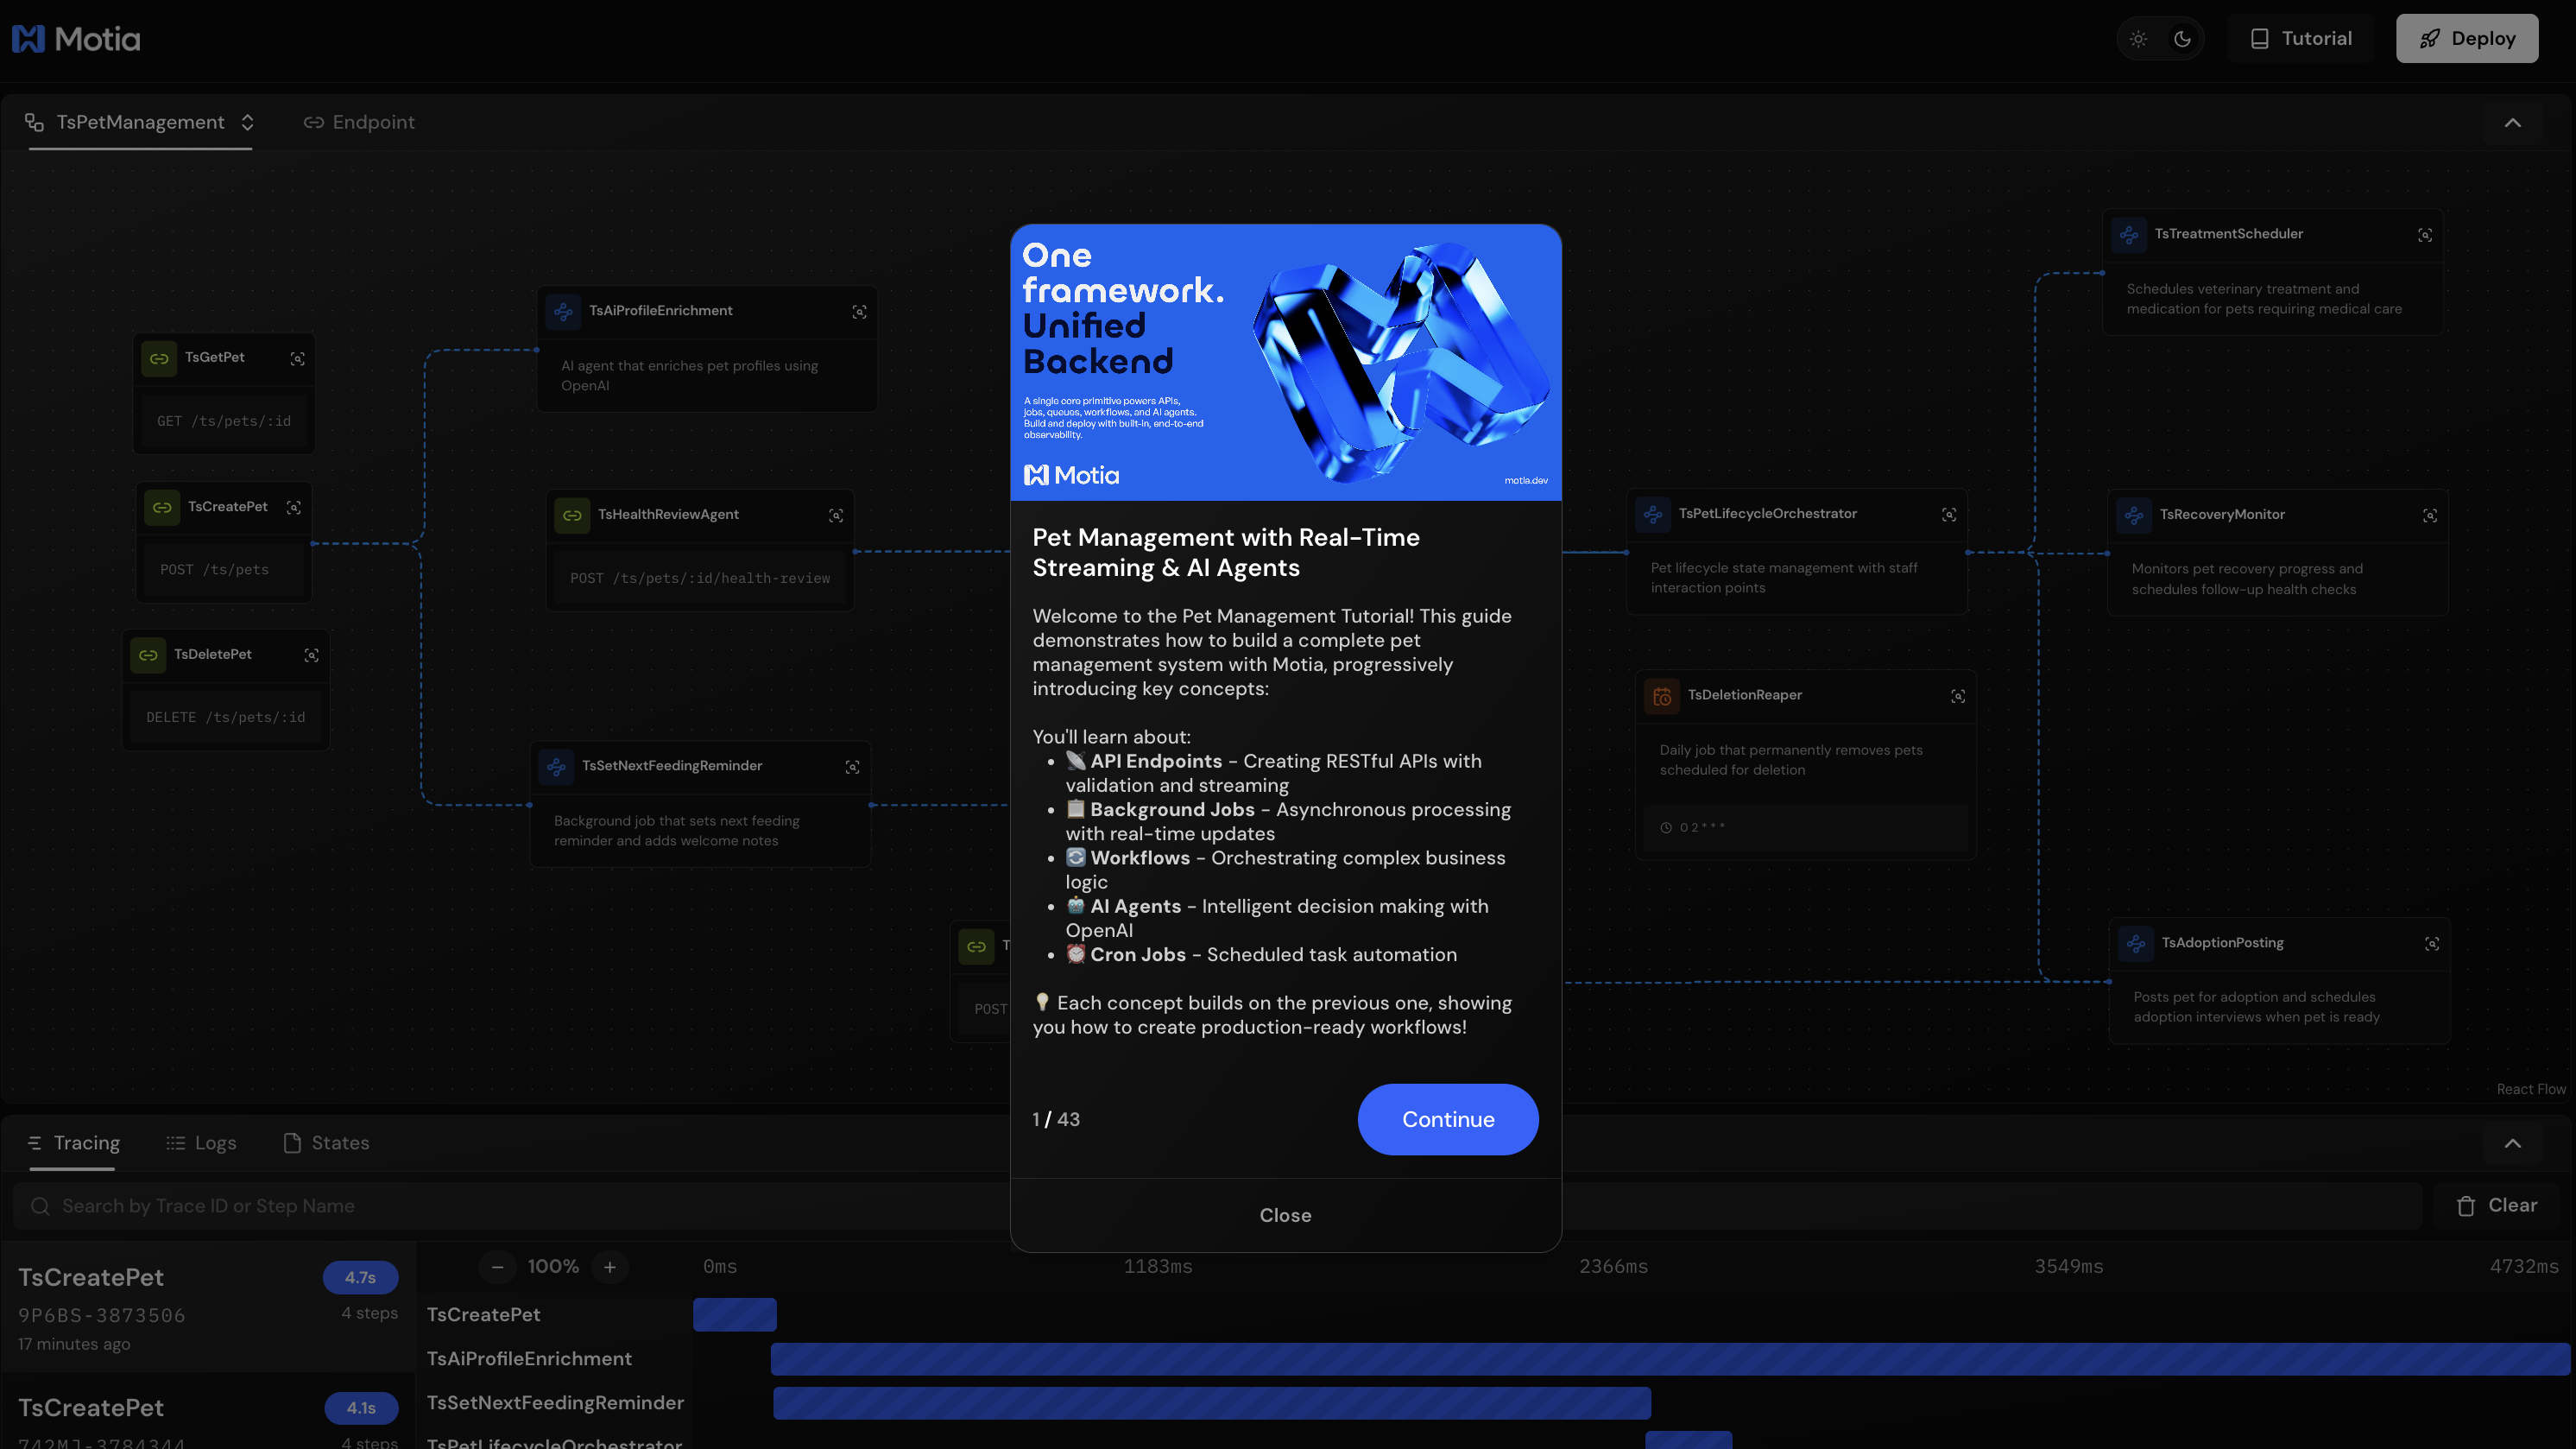 Motia
Tutorial
Deploy
TsPetManagement
Endpoint
TsGetPet
GET /ts/pets/:id
TsCreatePet
POST /ts/pets
TsDeletePet
DELETE /ts/pets/:id
TsAiProfileEnrichment
AI agent that enriches pet profiles using
OpenAI
TsHealthReviewAgent
POST /ts/pets/:id/health-review
TsSetNextFeedingReminder
Background job that sets next feeding
reminder and adds welcome notes
T
POST
One
framework.
Unified
Backend
A single core primitive powers APIs,
jobs, queues, workflows, and AI agents.
Build and deploy with built-in, end-to-end
observability.
Motia
motia.dev
Pet Management with Real-Time
Streaming & AI Agents
Welcome to the Pet Management Tutorial! This guide
demonstrates how to build a complete pet
management system with Motia, progressively
introducing key concepts:
You'll learn about:
• 📡 API Endpoints - Creating RESTful APIs with
validation and streaming
• 📋 Background Jobs - Asynchronous processing
with real-time updates
• 🔄 Workflows - Orchestrating complex business
logic
• 🤖 AI Agents - Intelligent decision making with
OpenAI
• ⏰ Cron Jobs - Scheduled task automation
💡 Each concept builds on the previous one, showing
you how to create production-ready workflows!
1 / 43
Continue
Close
TsPetLifecycleOrchestrator
Pet lifecycle state management with staff
interaction points
TsDeletionReaper
Daily job that permanently removes pets
scheduled for deletion
0 2 * * *
TsTreatmentScheduler
Schedules veterinary treatment and
medication for pets requiring medical care
TsRecoveryMonitor
Monitors pet recovery progress and
schedules follow-up health checks
TsAdoptionPosting
Posts pet for adoption and schedules
adoption interviews when pet is ready
React Flow
Tracing
Logs
States
Search by Trace ID or Step Name
Clear
TsCreatePet
4.7s
9P6BS-3873506
4 steps
17 minutes ago
TsCreatePet
4.1s
742MJ-3784344
4 steps
100%
0ms
1183ms
2366ms
3549ms
4732ms
TsCreatePet
TsAiProfileEnrichment
TsSetNextFeedingReminder
TsPetLifecycleOrchestrator